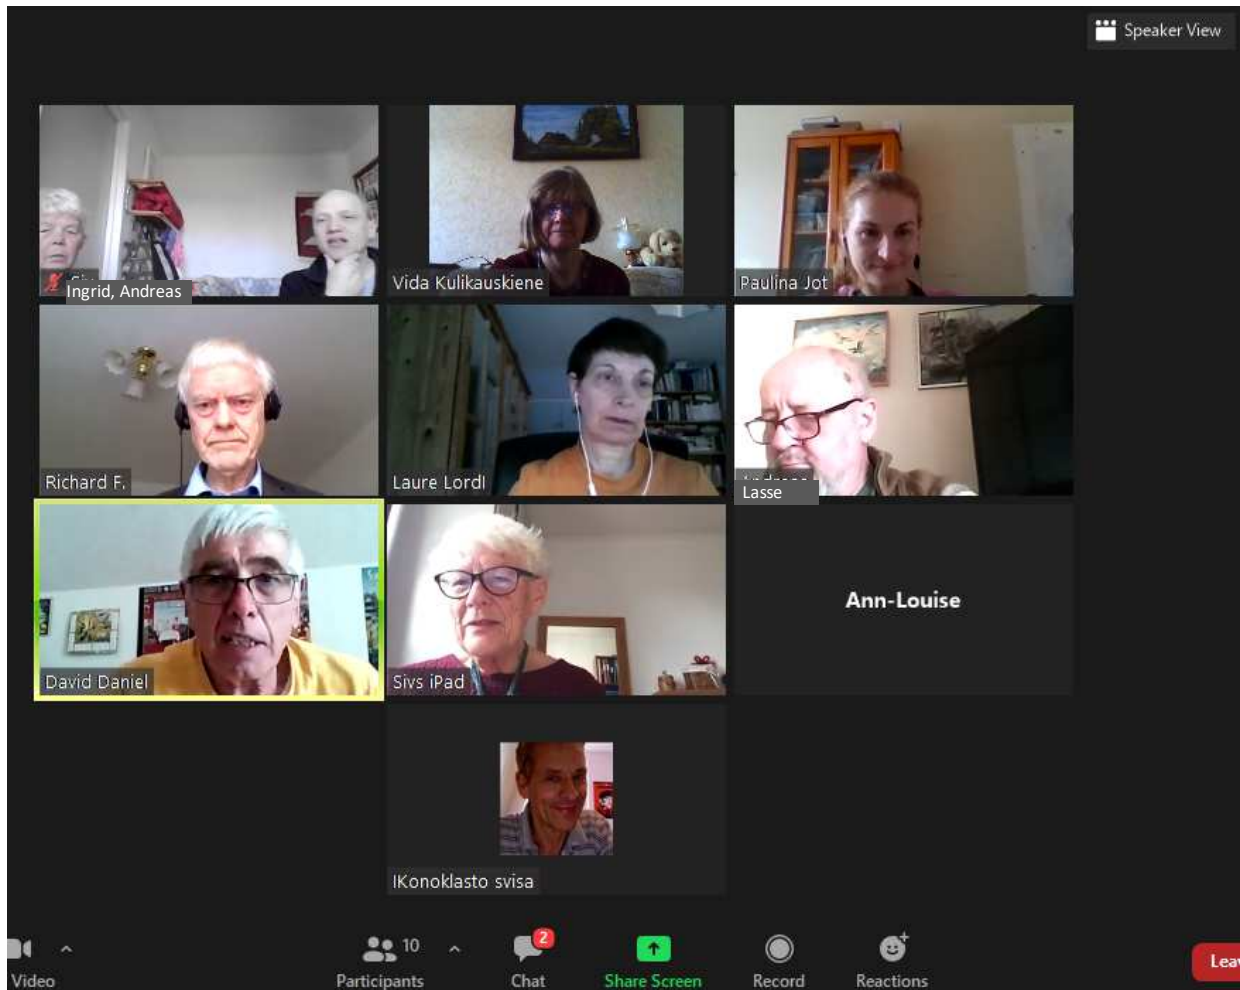 Speaker View
Ingrid, Andreas
Vida Kulikauskiene
Paulina Jot
Richard F.
Laure Lordl
Lasse
David Daniel
Sivs iPad
Ann-Louise
IKonoklasto svisa
10
2
Video
Participants
Chat
Share Screen
Record
Reactions
Leav